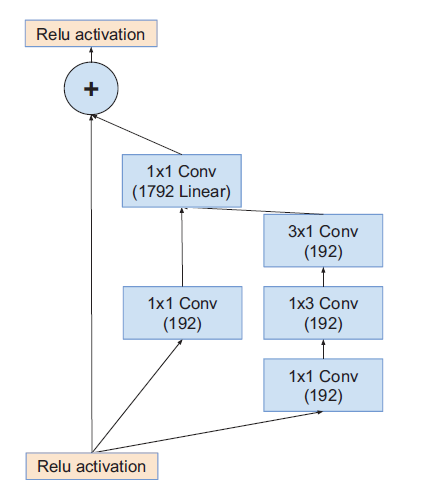 Relu activation
+
1x1 Conv
(1792 Linear)
3x1 Conv
(192)
1x1 Conv
(192)
1x3 Conv
(192)
1x1 Conv
(192)
Relu activation